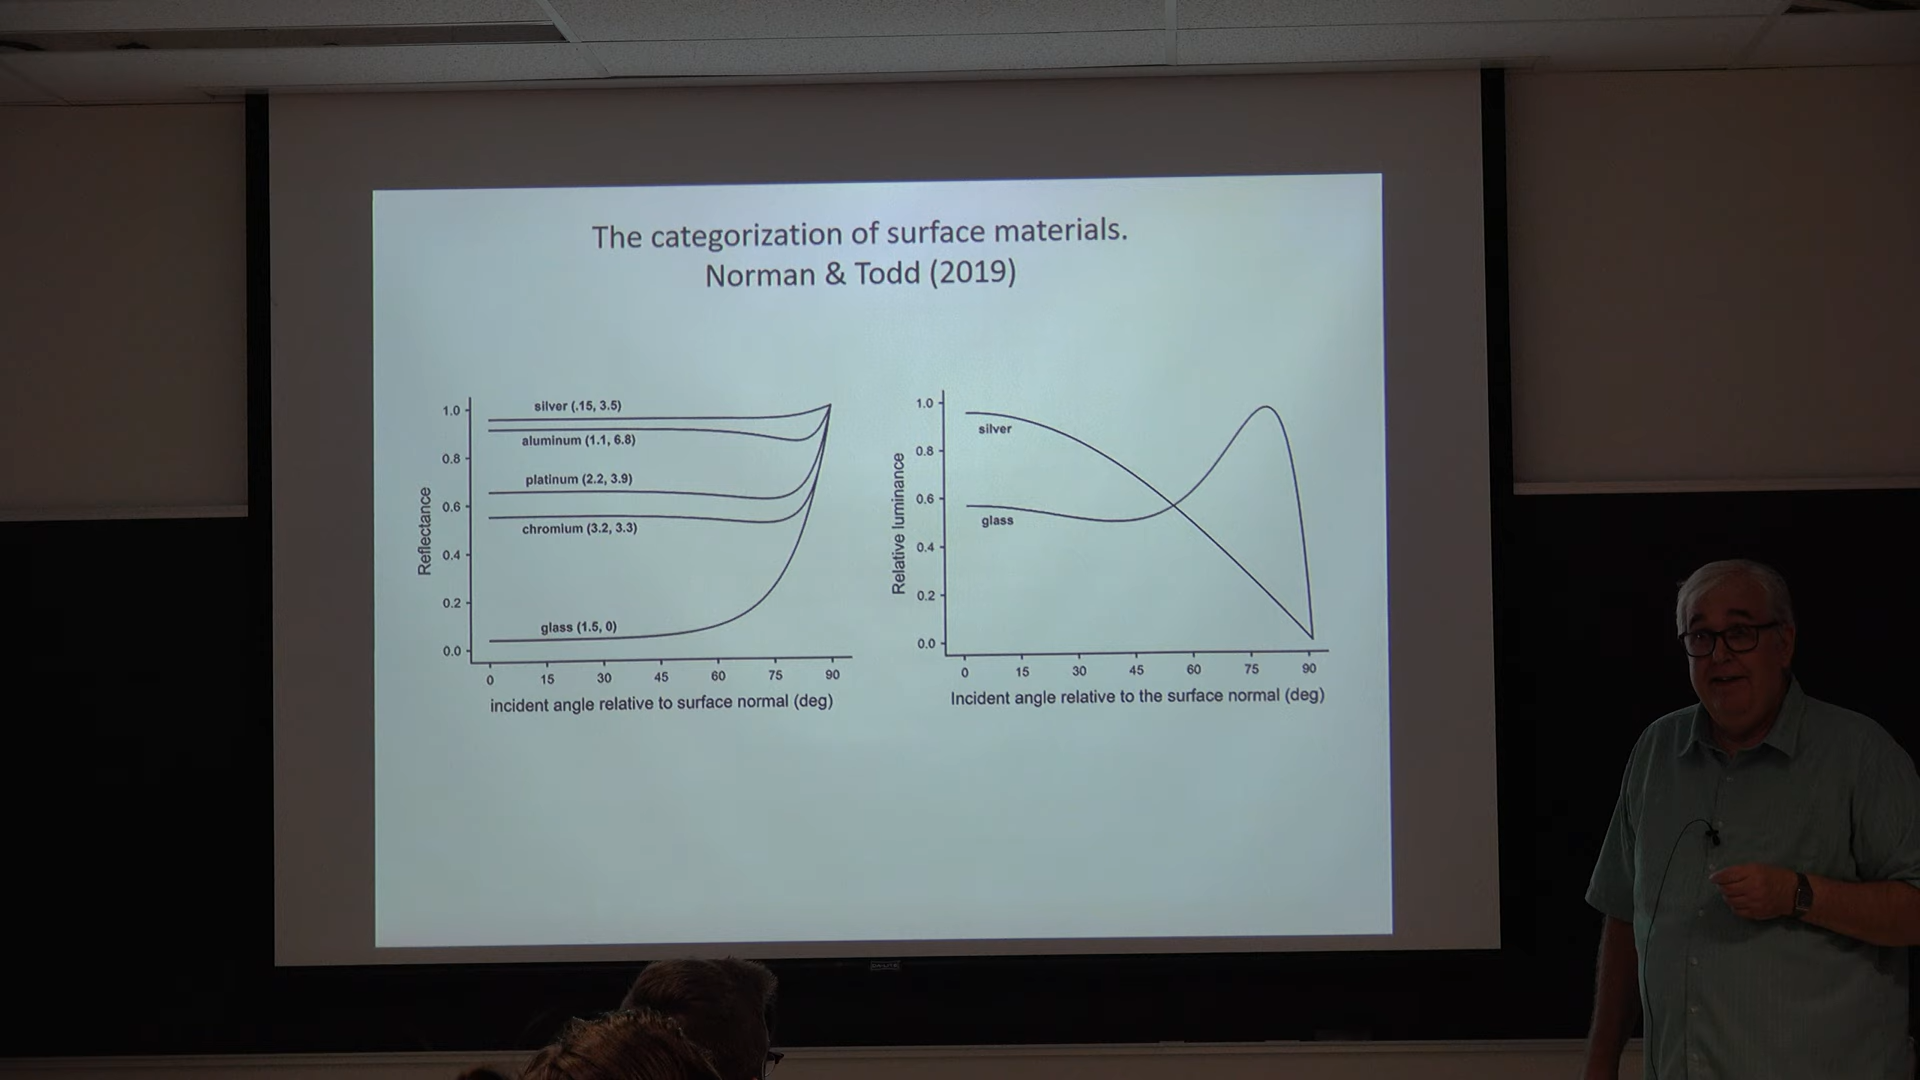 The categorization of surface materials.
Norman & Todd (2019)
Reflectance
1.0
0.8
0.6
0.4
0.2
0.0
silver (.15, 3.5)
aluminum (1.1, 6.8)
platinum (2.2, 3.9)
chromium (3.2, 3.3)
glass (1.5, 0)
0 15 30 45 60 75 90
incident angle relative to surface normal (deg)
Relative luminance
1.0
0.8
0.6
0.4
0.2
0.0
silver
glass
0 15 30 45 60 75 90
Incident angle relative to the surface normal (deg)